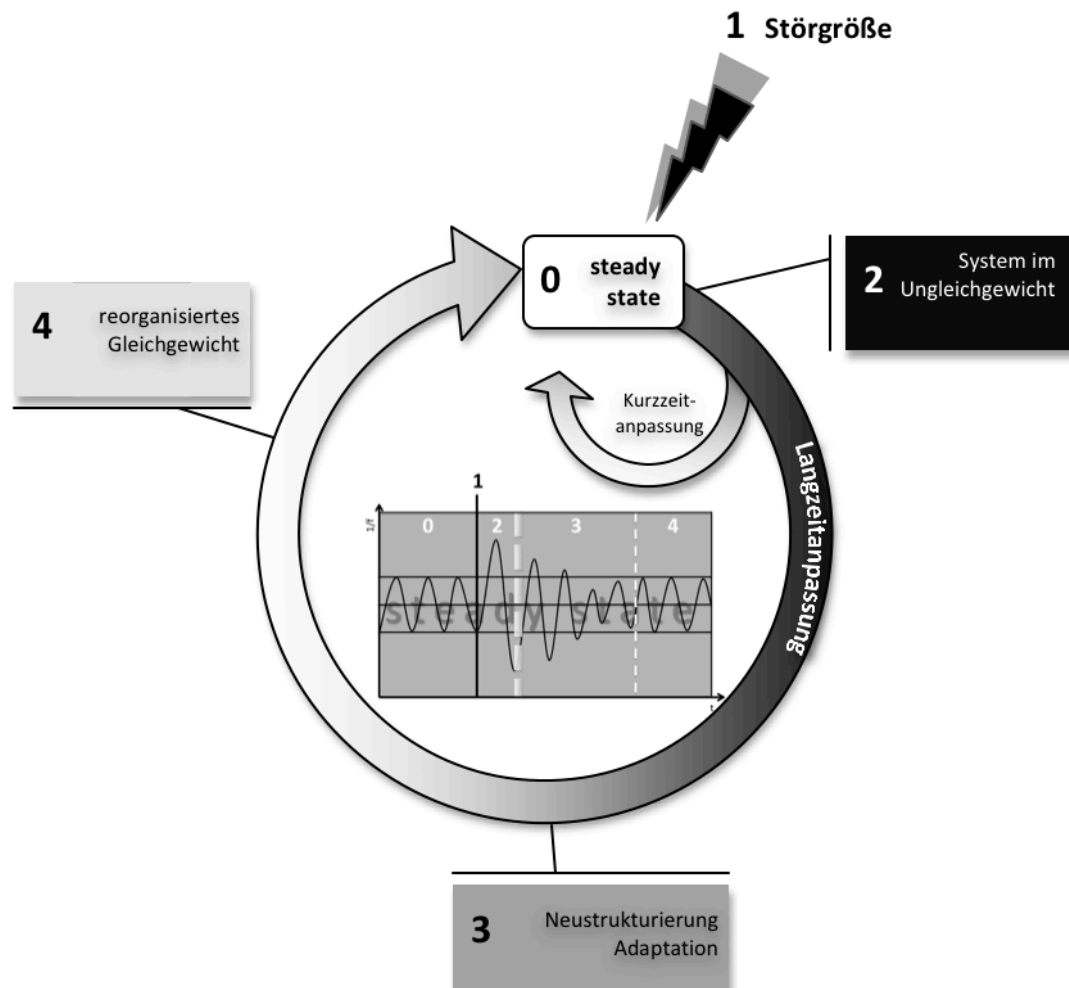 1 Störgröße
0 steady
state
2 System im
Ungleichgewicht
4 reorganisiertes
Gleichgewicht
Kurzzeit-
anpassung
Langzeitanpassung
1
1/f
0 2 3 4
steady state
t
3 Neustrukturierung
Adaptation